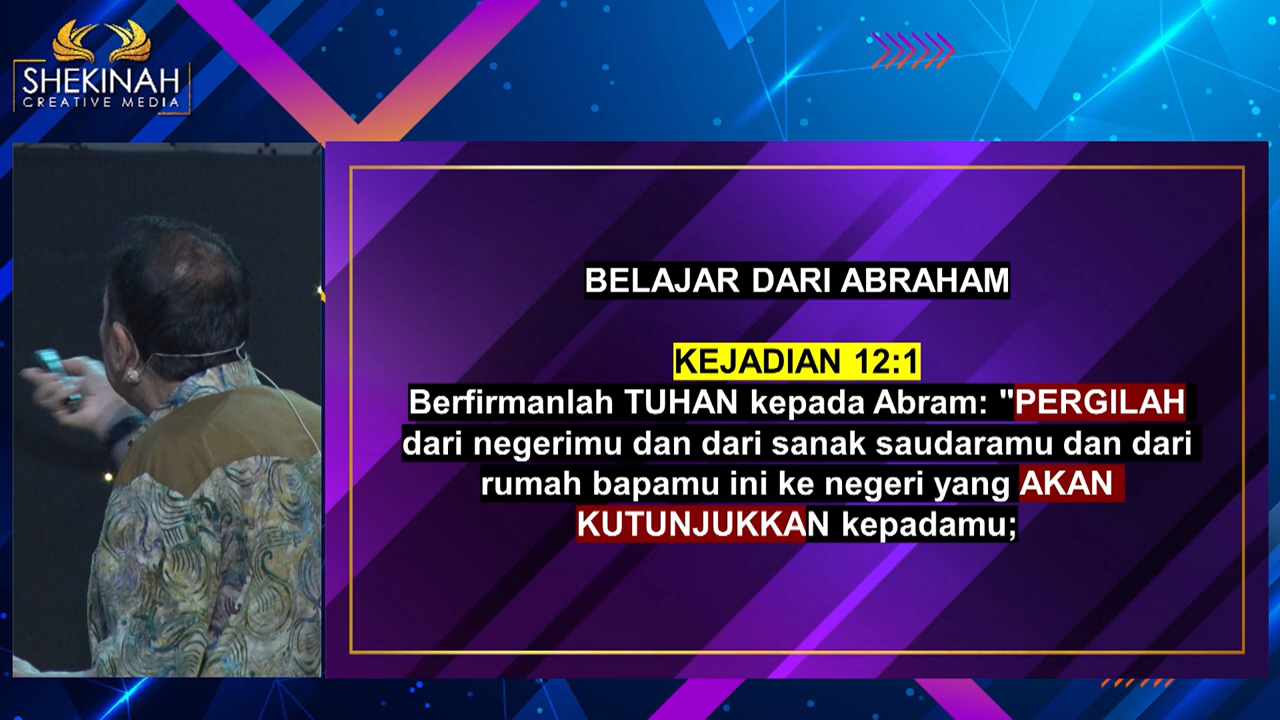 SHEKINAH
CREATIVE MEDIA
BELAJAR DARI ABRAHAM
KEJADIAN 12:1
Berfirmanlah TUHAN kepada Abram: "PERGILAH
dari negerimu dan dari sanak saudaramu dan dari
rumah bapamu ini ke negeri yang AKAN
KUTUNJUKKAN kepadamu;